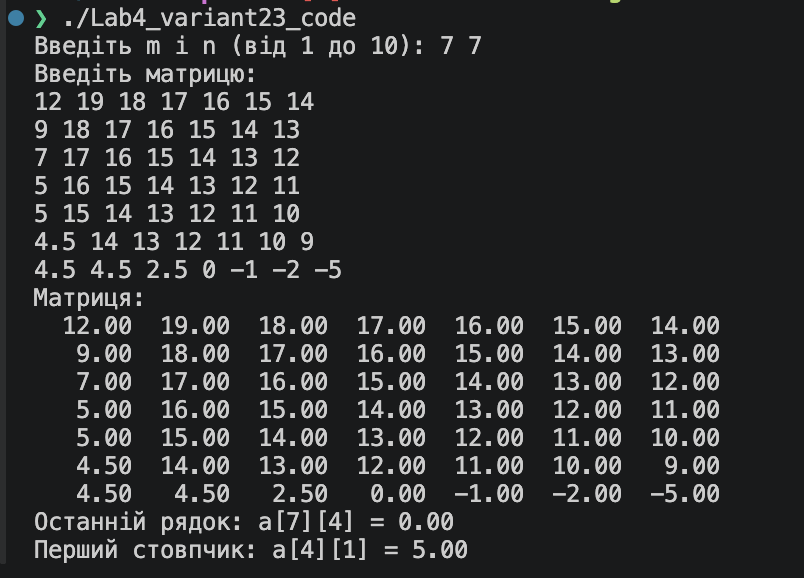 ❯ ./Lab4_variant23_code
Введіть m і n (від 1 до 10): 7 7
Введіть матрицю:
12 19 18 17 16 15 14
9 18 17 16 15 14 13
7 17 16 15 14 13 12
5 16 15 14 13 12 11
5 15 14 13 12 11 10
4.5 14 13 12 11 10 9
4.5 4.5 2.5 0 -1 -2 -5
Матриця:
12.00 19.00 18.00 17.00 16.00 15.00 14.00
9.00 18.00 17.00 16.00 15.00 14.00 13.00
7.00 17.00 16.00 15.00 14.00 13.00 12.00
5.00 16.00 15.00 14.00 13.00 12.00 11.00
5.00 15.00 14.00 13.00 12.00 11.00 10.00
4.50 14.00 13.00 12.00 11.00 10.00 9.00
4.50 4.50 2.50 0.00 -1.00 -2.00 -5.00
Останній рядок: a[7][4] = 0.00
Перший стовпчик: a[4][1] = 5.00